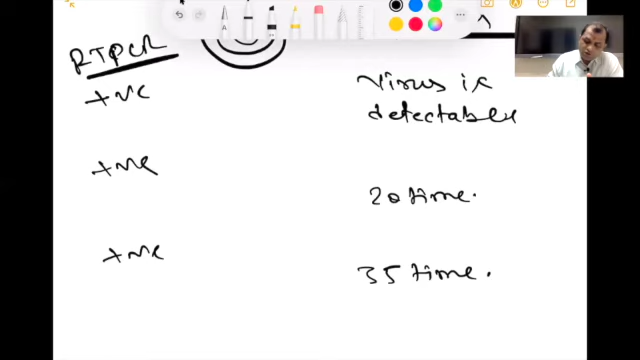 RTPCR
+ve
Virus is
detectable
+ve
20 time.
+ve
35 time.